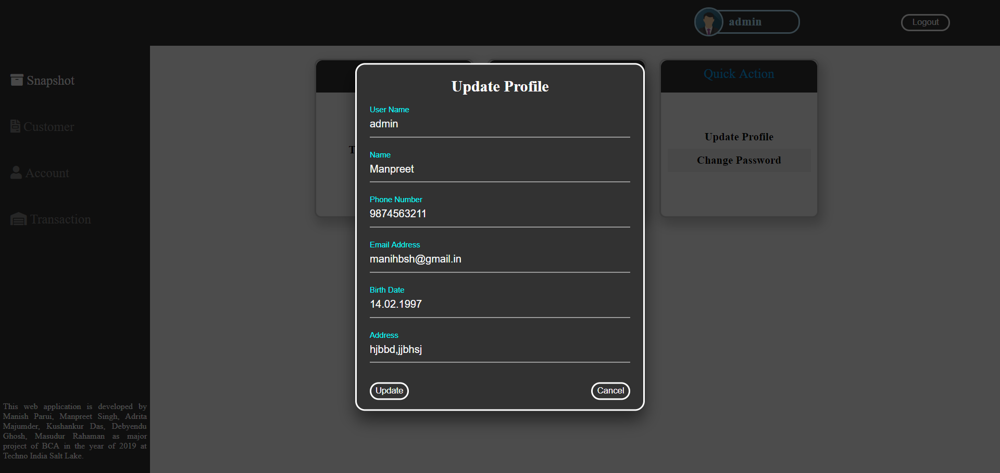 admin
Logout
Snapshot
Customer
Account
Transaction
Quick Action
Update Profile
Change Password
Update Profile
User Name
admin
Name
Manpreet
Phone Number
9874563211
Email Address
manihbsh@gmail.in
Birth Date
14.02.1997
Address
hjbbd,jjbhsj
Update
Cancel
This web application is developed by
Manish Parui, Manpreet Singh, Adrita
Majumder, Kushankur Das, Debyendu
Ghosh, Masudur Rahaman as major
project of BCA in the year of 2019 at
Techno India Salt Lake.